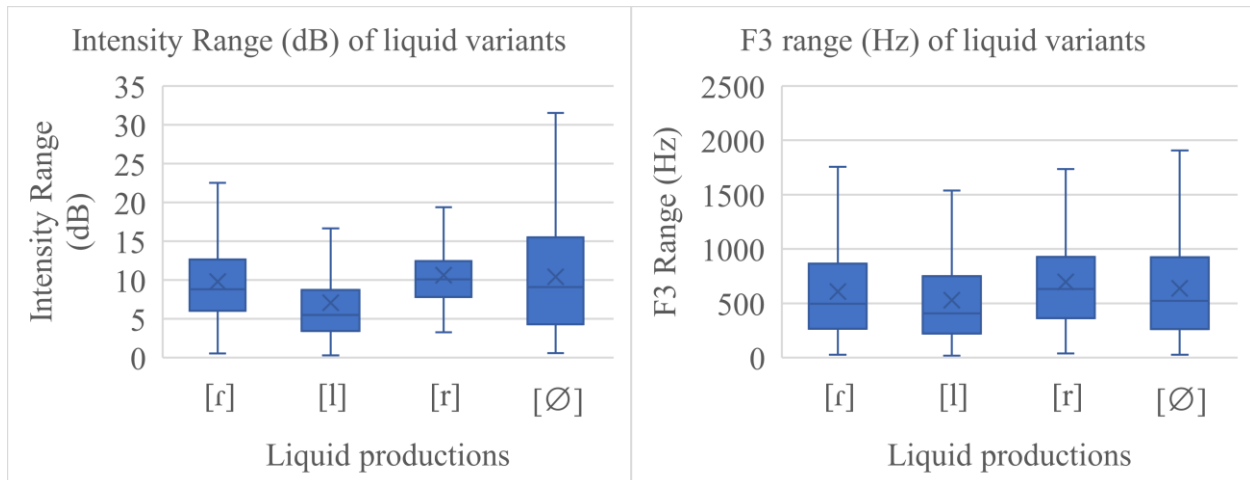 Intensity Range (dB) of liquid variants
Intensity Range
(dB)
35
30
25
20
15
10
5
0
[ɾ] [l] [r] [∅]
Liquid productions
F3 range (Hz) of liquid variants
F3 Range (Hz)
2500
2000
1500
1000
500
0
[ɾ] [l] [r] [∅]
Liquid productions